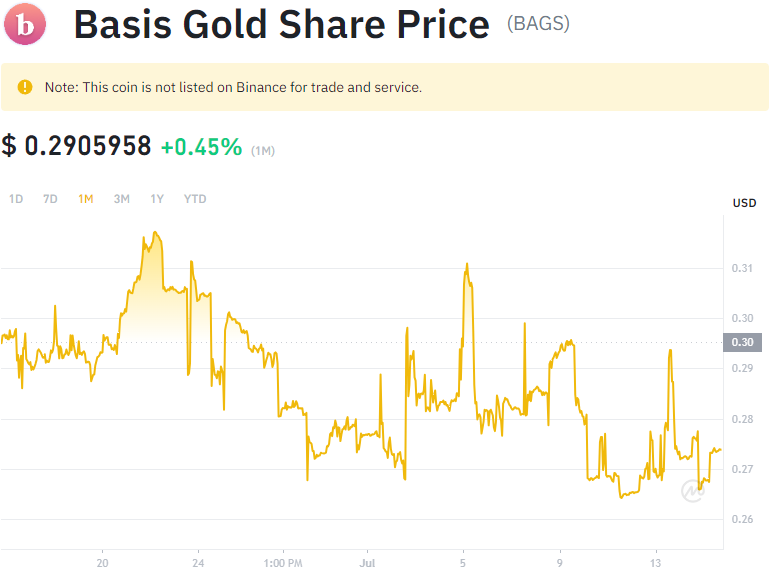 b
Basis Gold Share Price (BAGS)
Note: This coin is not listed on Binance for trade and service.
$ 0.2905958 +0.45% (1M)
1D 7D 1M 3M 1Y YTD
USD
0.31
0.30
0.30
0.29
0.28
0.27
0.26
20 24 1:00 PM Jul 5 9 13